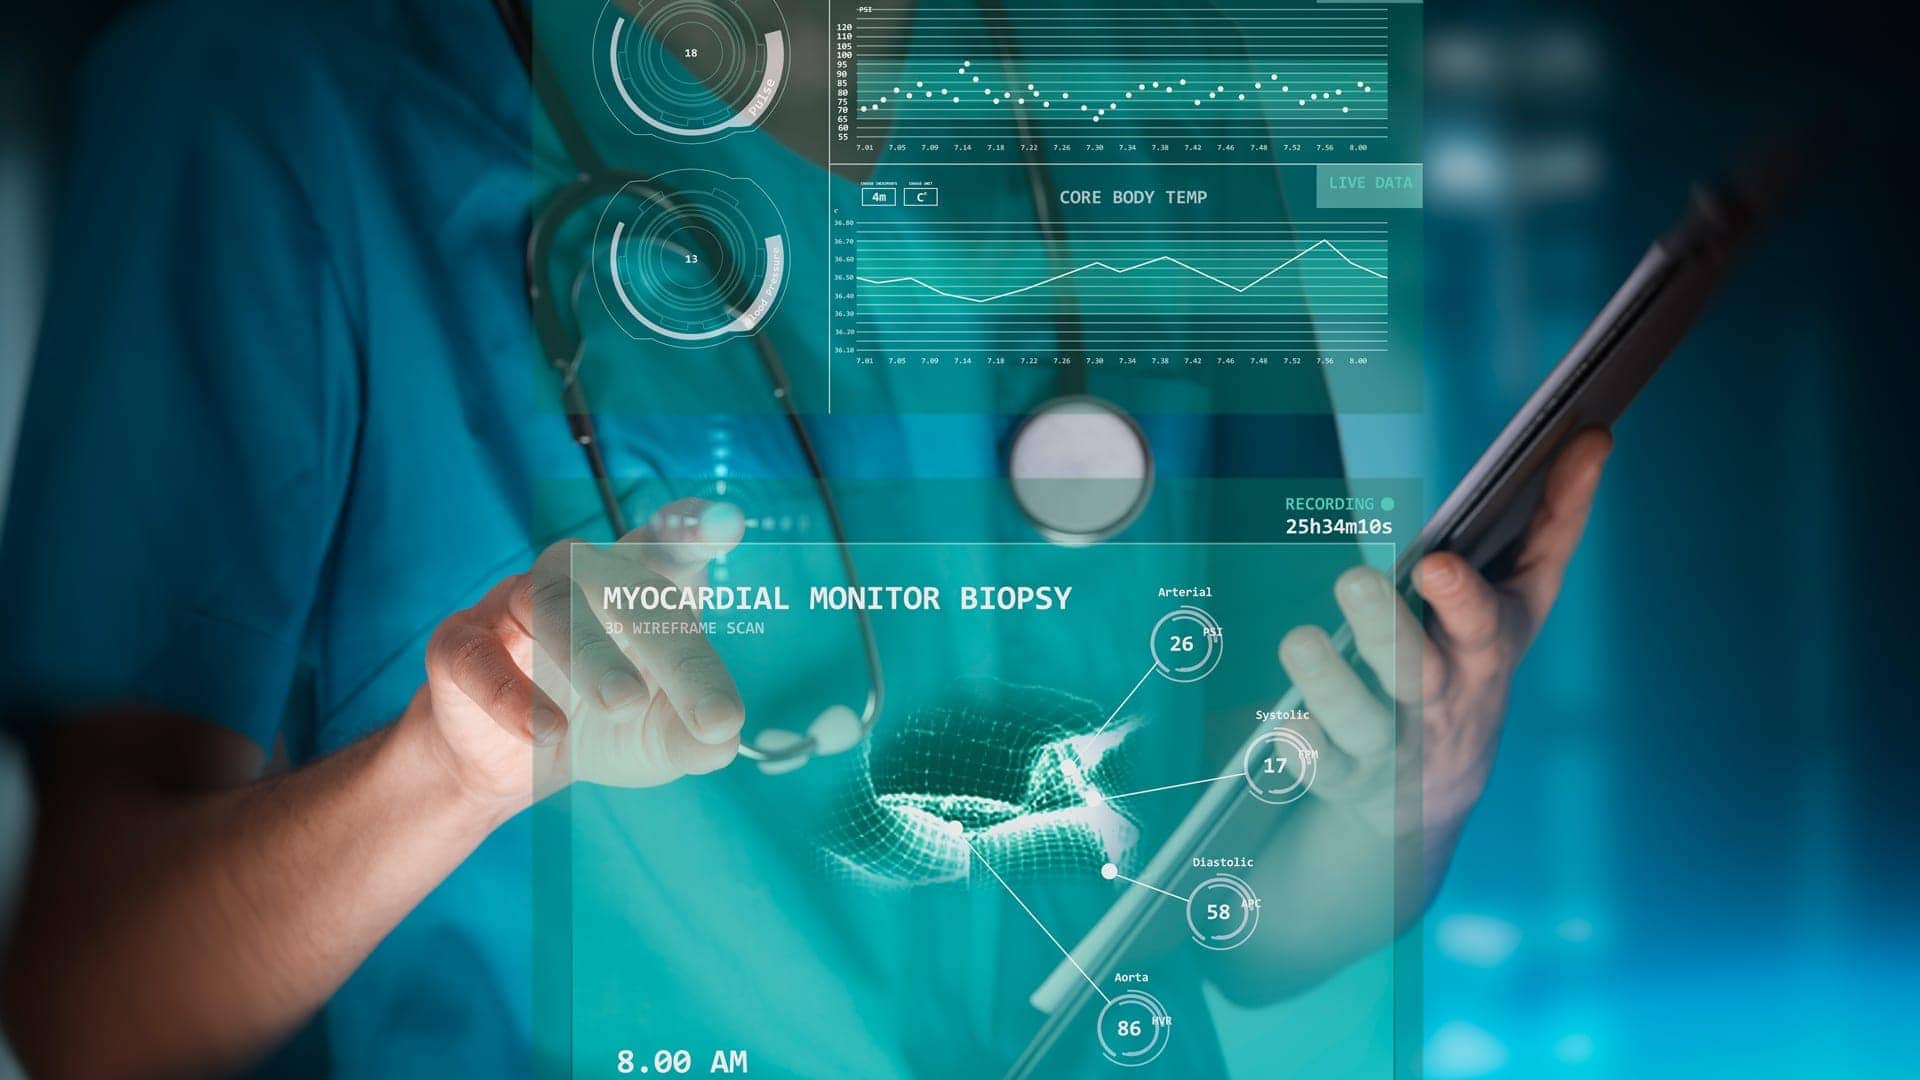 18
Pulse
PSI
120
110
105
100
95
90
85
80
75
70
65
60
55
7.01 7.05 7.09 7.14 7.18 7.22 7.26 7.30 7.34 7.38 7.42 7.46 7.48 7.52 7.56 8.00
13
Blood Pressure
4m C°
CORE BODY TEMP
LIVE DATA
C
36.80
36.70
36.60
36.50
36.40
36.30
36.20
36.10
7.01 7.05 7.09 7.14 7.18 7.22 7.26 7.30 7.34 7.38 7.42 7.46 7.48 7.52 7.56 8.00
RECORDING
25h34m10s
MYOCARDIAL MONITOR BIOPSY
3D WIREFRAME SCAN
Arterial
26 PSI
Systolic
17 FPM
Diastolic
58 APC
Aorta
86 HVR
8.00 AM